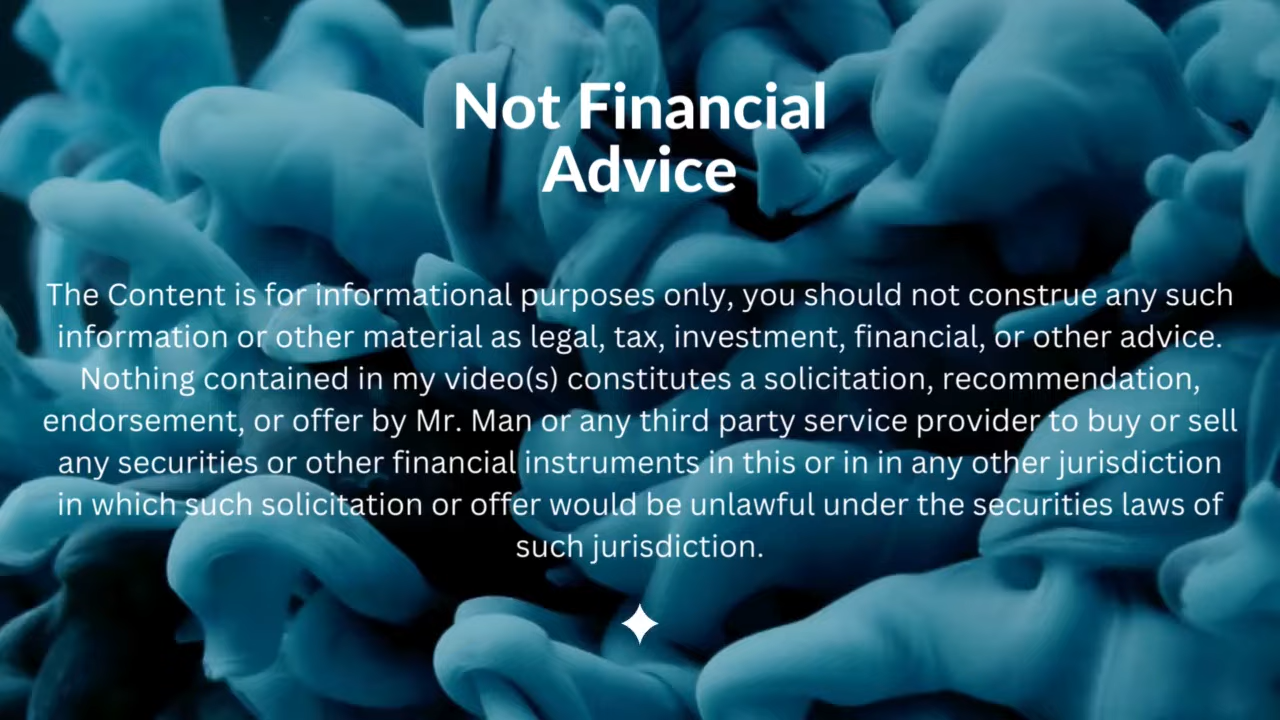 Not Financial
Advice
The Content is for informational purposes only, you should not construe any such
information or other material as legal, tax, investment, financial, or other advice.
Nothing contained in my video(s) constitutes a solicitation, recommendation,
endorsement, or offer by Mr. Man or any third party service provider to buy or sell
any securities or other financial instruments in this or in in any other jurisdiction
in which such solicitation or offer would be unlawful under the securities laws of
such jurisdiction.